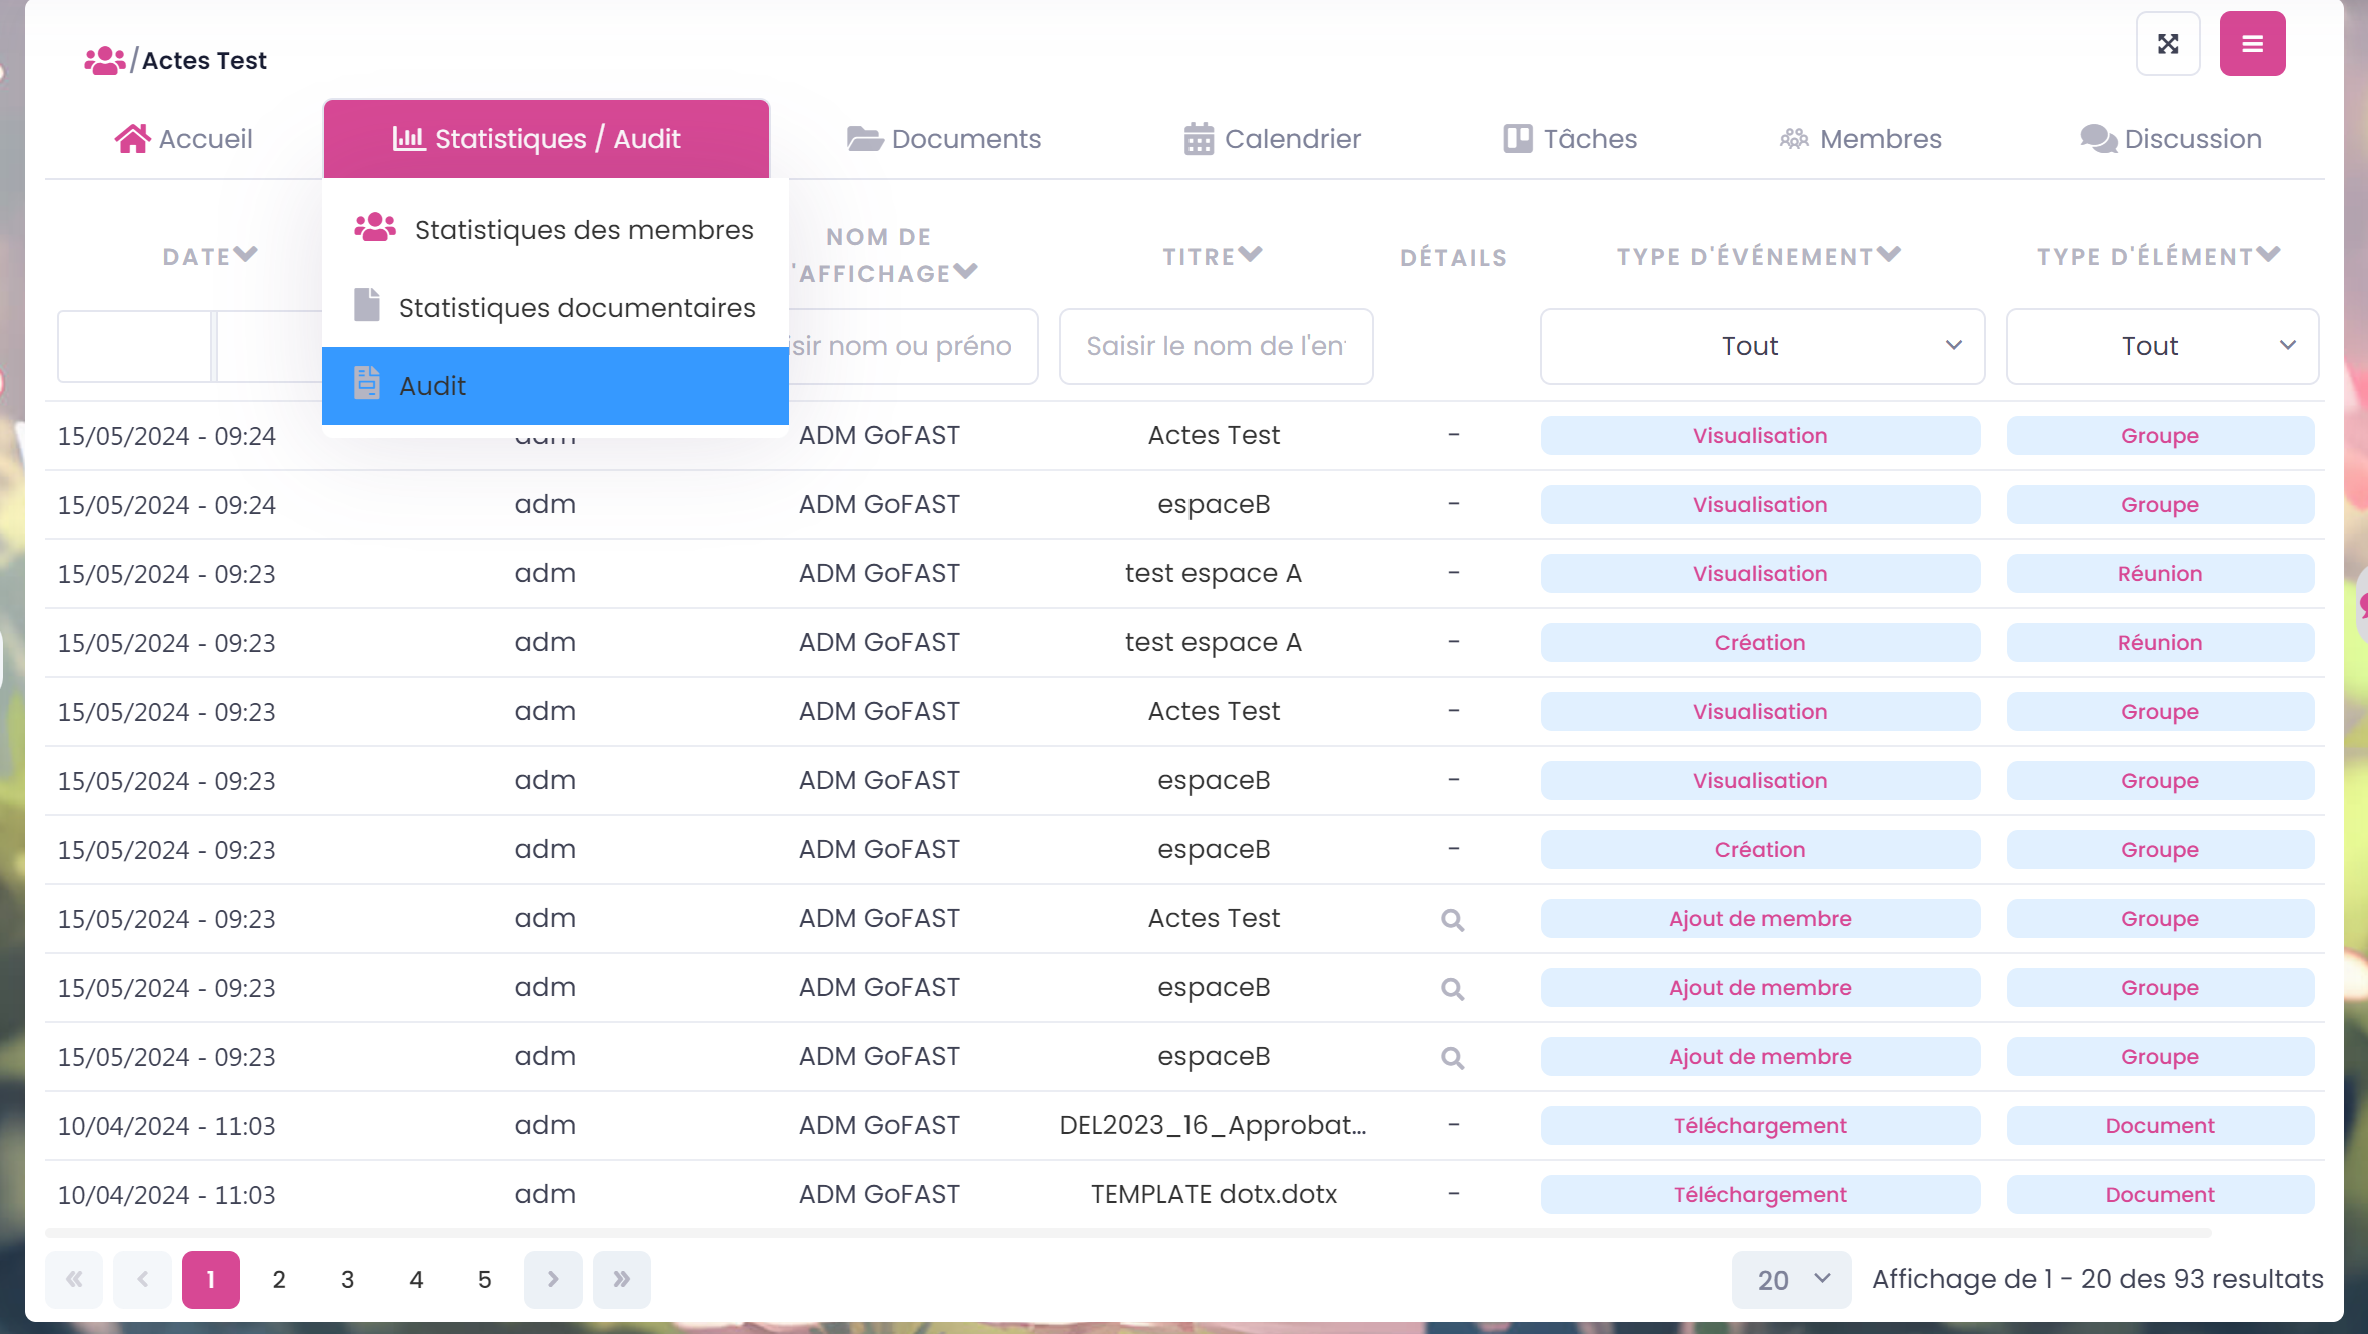 /Actes Test
Accueil
Statistiques / Audit
Documents
Calendrier
Tâches
Membres
Discussion
Statistiques des membres
Statistiques documentaires
Audit
DATE
NOM DE
'AFFICHAGE
TITRE
DÉTAILS
TYPE D'ÉVÉNEMENT
TYPE D'ÉLÉMENT
isir nom ou préno
Saisir le nom de l'en
Tout
Tout
15/05/2024 - 09:24 adm ADM GoFAST Actes Test - Visualisation Groupe
15/05/2024 - 09:24 adm ADM GoFAST espaceB - Visualisation Groupe
15/05/2024 - 09:23 adm ADM GoFAST test espace A - Visualisation Réunion
15/05/2024 - 09:23 adm ADM GoFAST test espace A - Création Réunion
15/05/2024 - 09:23 adm ADM GoFAST Actes Test - Visualisation Groupe
15/05/2024 - 09:23 adm ADM GoFAST espaceB - Visualisation Groupe
15/05/2024 - 09:23 adm ADM GoFAST espaceB - Création Groupe
15/05/2024 - 09:23 adm ADM GoFAST Actes Test Ajout de membre Groupe
15/05/2024 - 09:23 adm ADM GoFAST espaceB Ajout de membre Groupe
15/05/2024 - 09:23 adm ADM GoFAST espaceB Ajout de membre Groupe
10/04/2024 - 11:03 adm ADM GoFAST DEL2023_16_Approbat... - Téléchargement Document
10/04/2024 - 11:03 adm ADM GoFAST TEMPLATE dotx.dotx - Téléchargement Document
« ‹ 1 2 3 4 5 › »
20
Affichage de 1 - 20 des 93 resultats